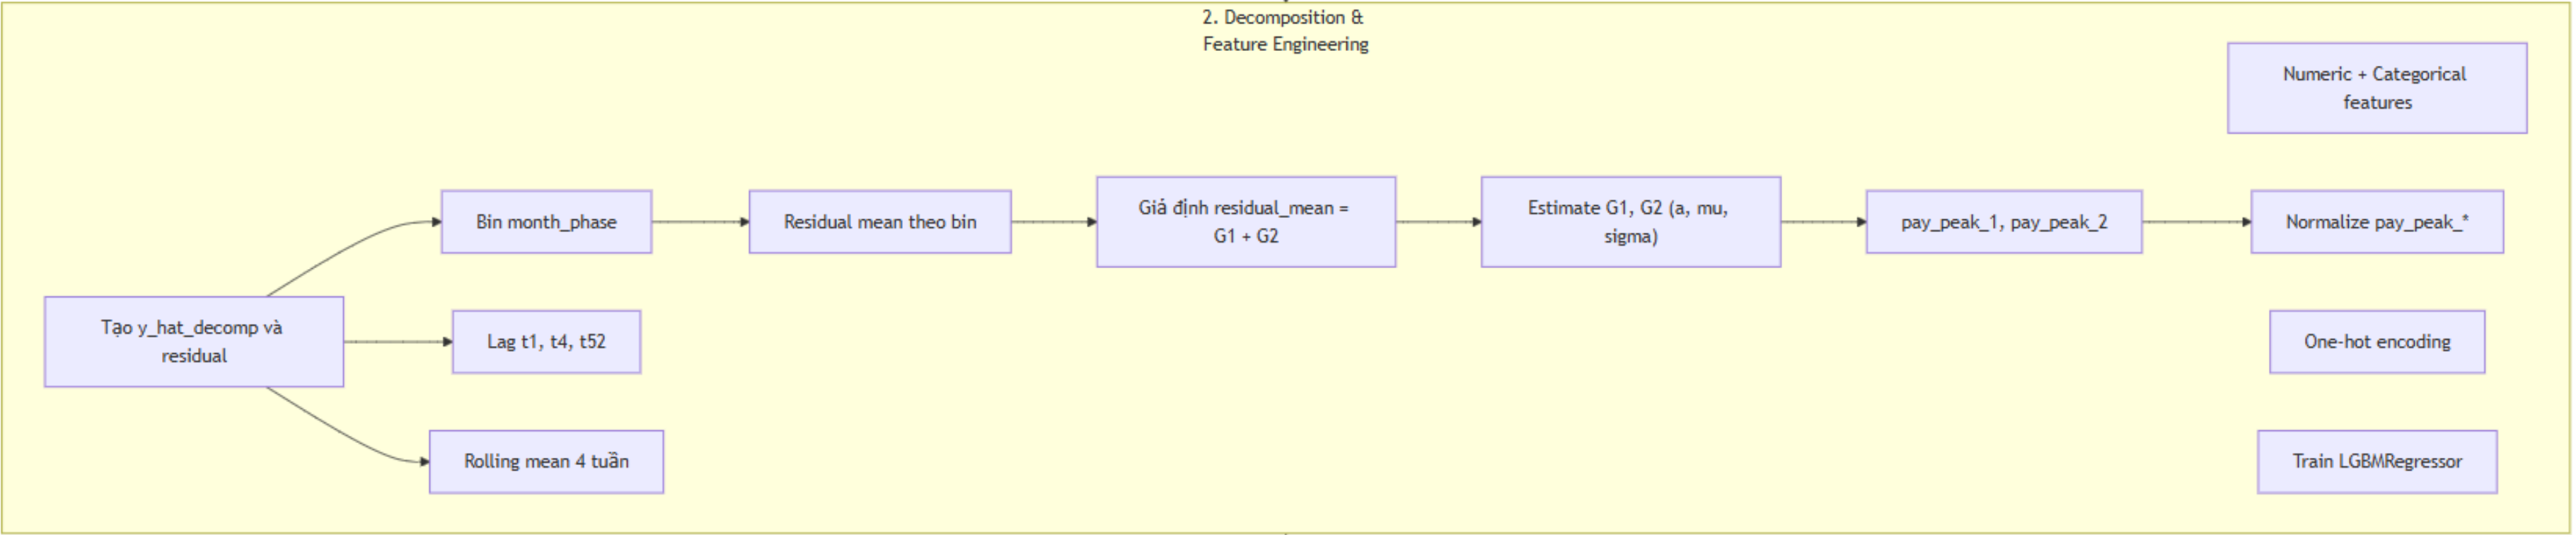 2. Decomposition &
Feature Engineering
Numeric + Categorical
features
Bin month_phase
Residual mean theo bin
Giả định residual_mean =
G1 + G2
Estimate G1, G2 (a, mu,
sigma)
pay_peak_1, pay_peak_2
Normalize pay_peak_*
Tạo y_hat_decomp và
residual
Lag t1, t4, t52
One-hot encoding
Rolling mean 4 tuần
Train LGBMRegressor